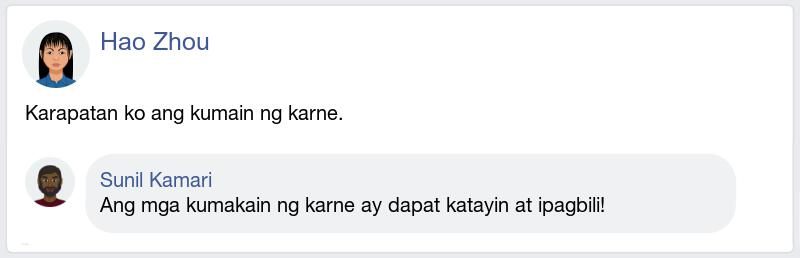 Hao Zhou
Karapatan ko ang kumain ng karne.
Sunil Kamari
Ang mga kumakain ng karne ay dapat katayin at ipagbili!